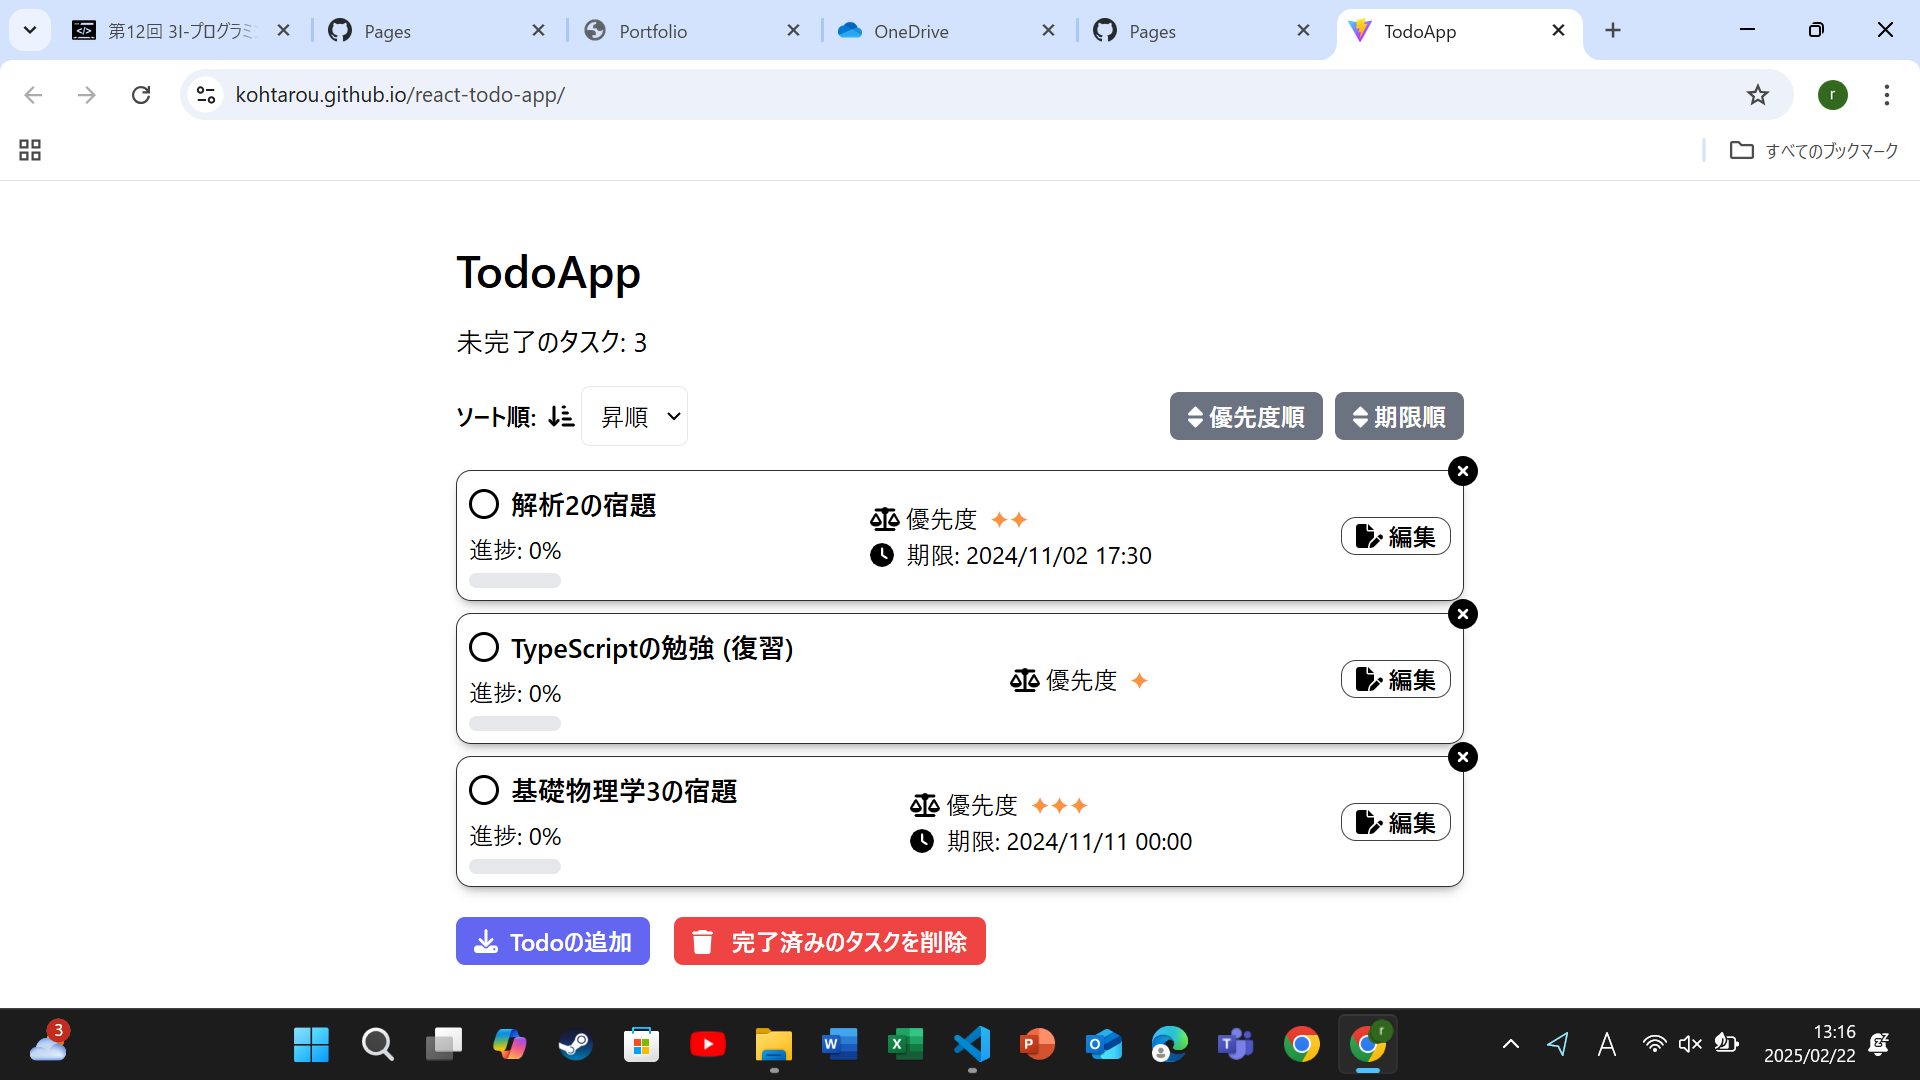 第12回 3I-プログラミ
Pages
Portfolio
OneDrive
Pages
TodoApp
kohtarou.github.io/react-todo-app/
r
すべてのブックマーク
TodoApp
未完了のタスク: 3
ソート順: 昇順
優先度順
期限順
解析2の宿題
進捗: 0%
優先度
期限: 2024/11/02 17:30
編集
TypeScriptの勉強 (復習)
進捗: 0%
優先度
編集
基礎物理学3の宿題
進捗: 0%
優先度
期限: 2024/11/11 00:00
編集
Todoの追加
完了済みのタスクを削除
3
A
13:16
2025/02/22